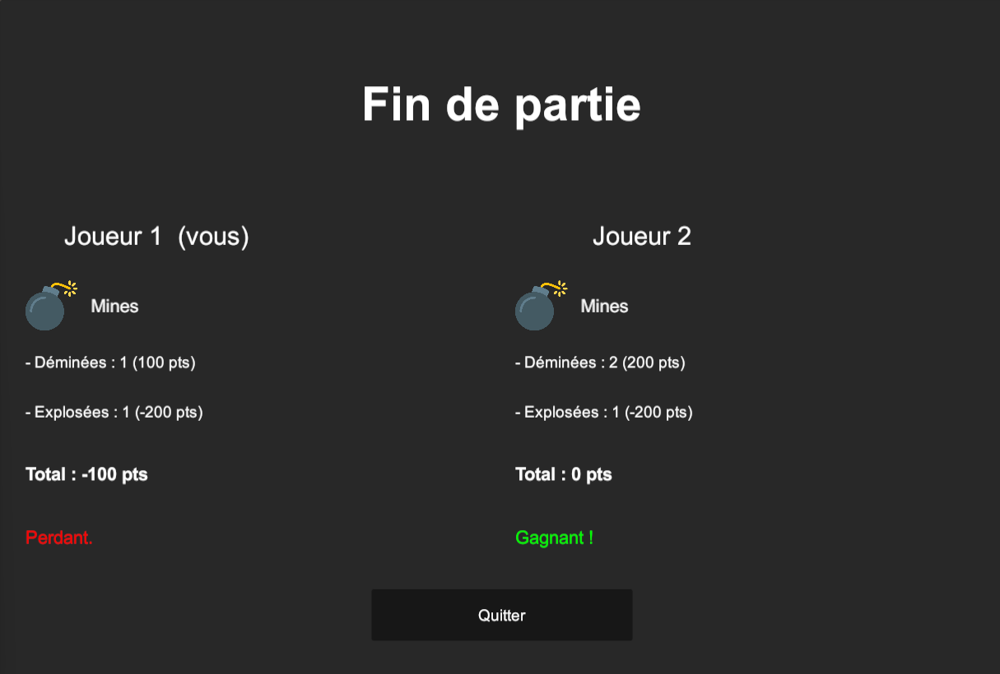 Fin de partie
Joueur 1 (vous)
Mines
- Déminées : 1 (100 pts)
- Explosées : 1 (-200 pts)
Total : -100 pts
Perdant.
Joueur 2
Mines
- Déminées : 2 (200 pts)
- Explosées : 1 (-200 pts)
Total : 0 pts
Gagnant !
Quitter